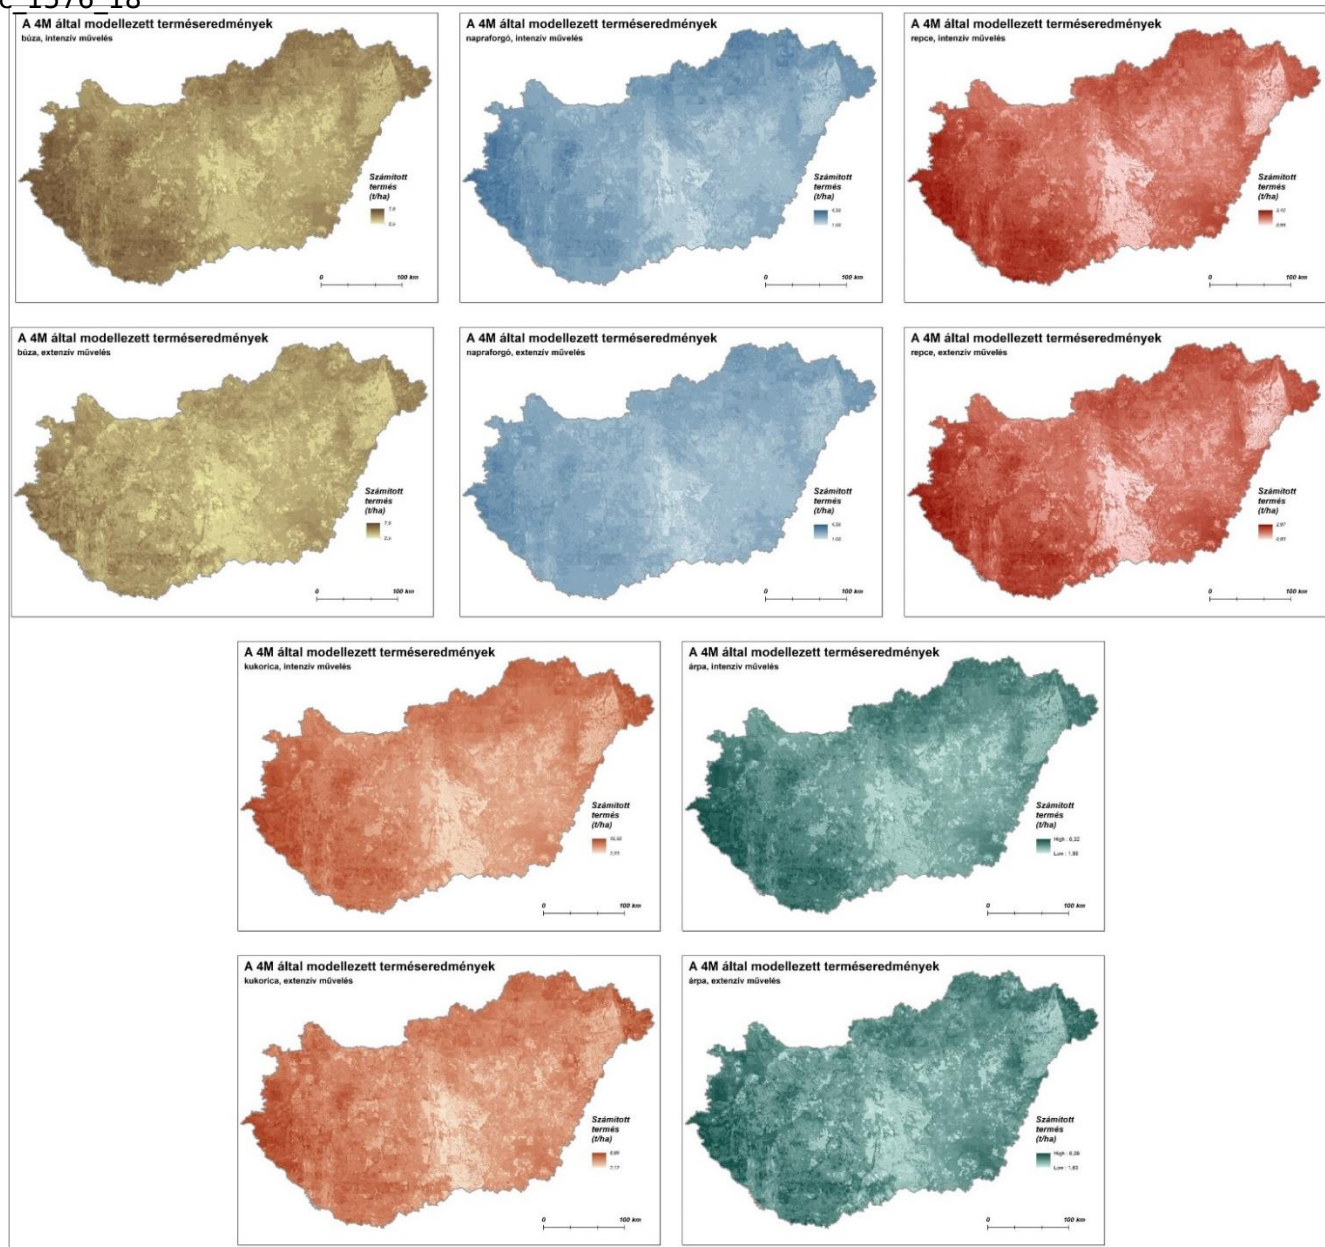 c_1376_18
A 4M által modellezett terméseredmények
búza, intenzív művelés
Számított
termés
(t/ha)
0 100 km
A 4M által modellezett terméseredmények
napraforgó, intenzív művelés
Számított
termés
(t/ha)
0 100 km
A 4M által modellezett terméseredmények
repce, intenzív művelés
Számított
termés
(t/ha)
0 100 km
A 4M által modellezett terméseredmények
búza, extenzív művelés
Számított
termés
(t/ha)
0 100 km
A 4M által modellezett terméseredmények
napraforgó, extenzív művelés
Számított
termés
(t/ha)
0 100 km
A 4M által modellezett terméseredmények
repce, extenzív művelés
Számított
termés
(t/ha)
0 100 km
A 4M által modellezett terméseredmények
kukorica, intenzív művelés
Számított
termés
(t/ha)
0 100 km
A 4M által modellezett terméseredmények
árpa, intenzív művelés
Számított
termés
(t/ha)
High :
Low :
0 100 km
A 4M által modellezett terméseredmények
kukorica, extenzív művelés
Számított
termés
(t/ha)
0 100 km
A 4M által modellezett terméseredmények
árpa, extenzív művelés
Számított
termés
(t/ha)
High :
Low :
0 100 km